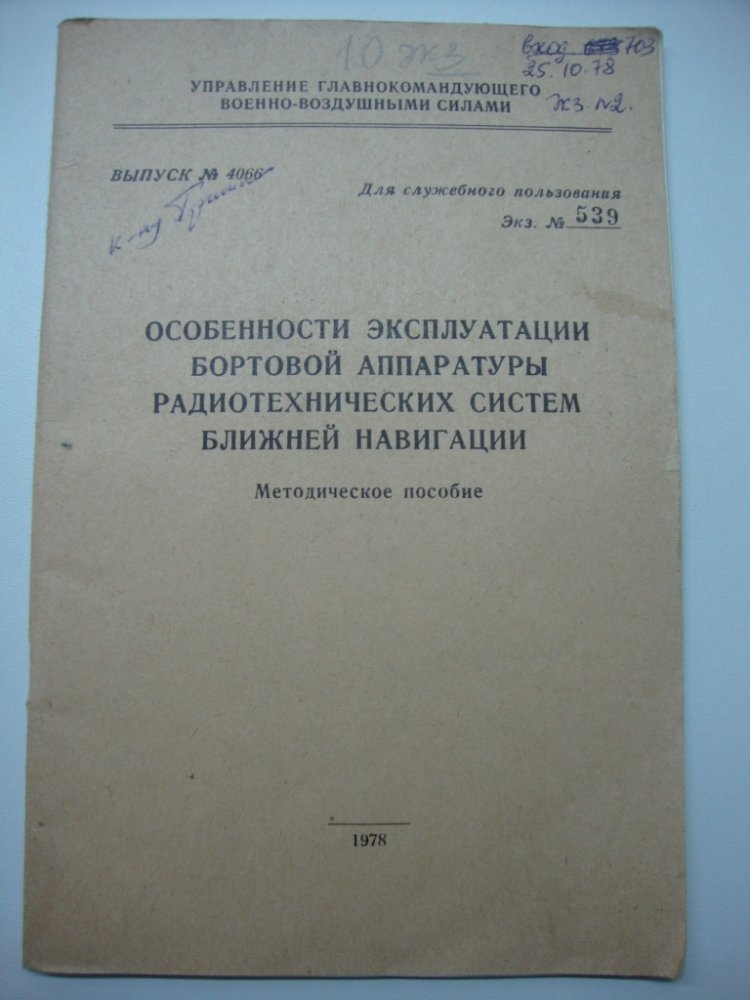 10 экз
вход 703
25.10.78
Экз. №2.
УПРАВЛЕНИЕ ГЛАВНОКОМАНДУЮЩЕГО
ВОЕННО-ВОЗДУШНЫМИ СИЛАМИ
ВЫПУСК № 4066
к-ну
Для служебного пользования
Экз. № 539
ОСОБЕННОСТИ ЭКСПЛУАТАЦИИ
БОРТОВОЙ АППАРАТУРЫ
РАДИОТЕХНИЧЕСКИХ СИСТЕМ
БЛИЖНЕЙ НАВИГАЦИИ
Методическое пособие
1978